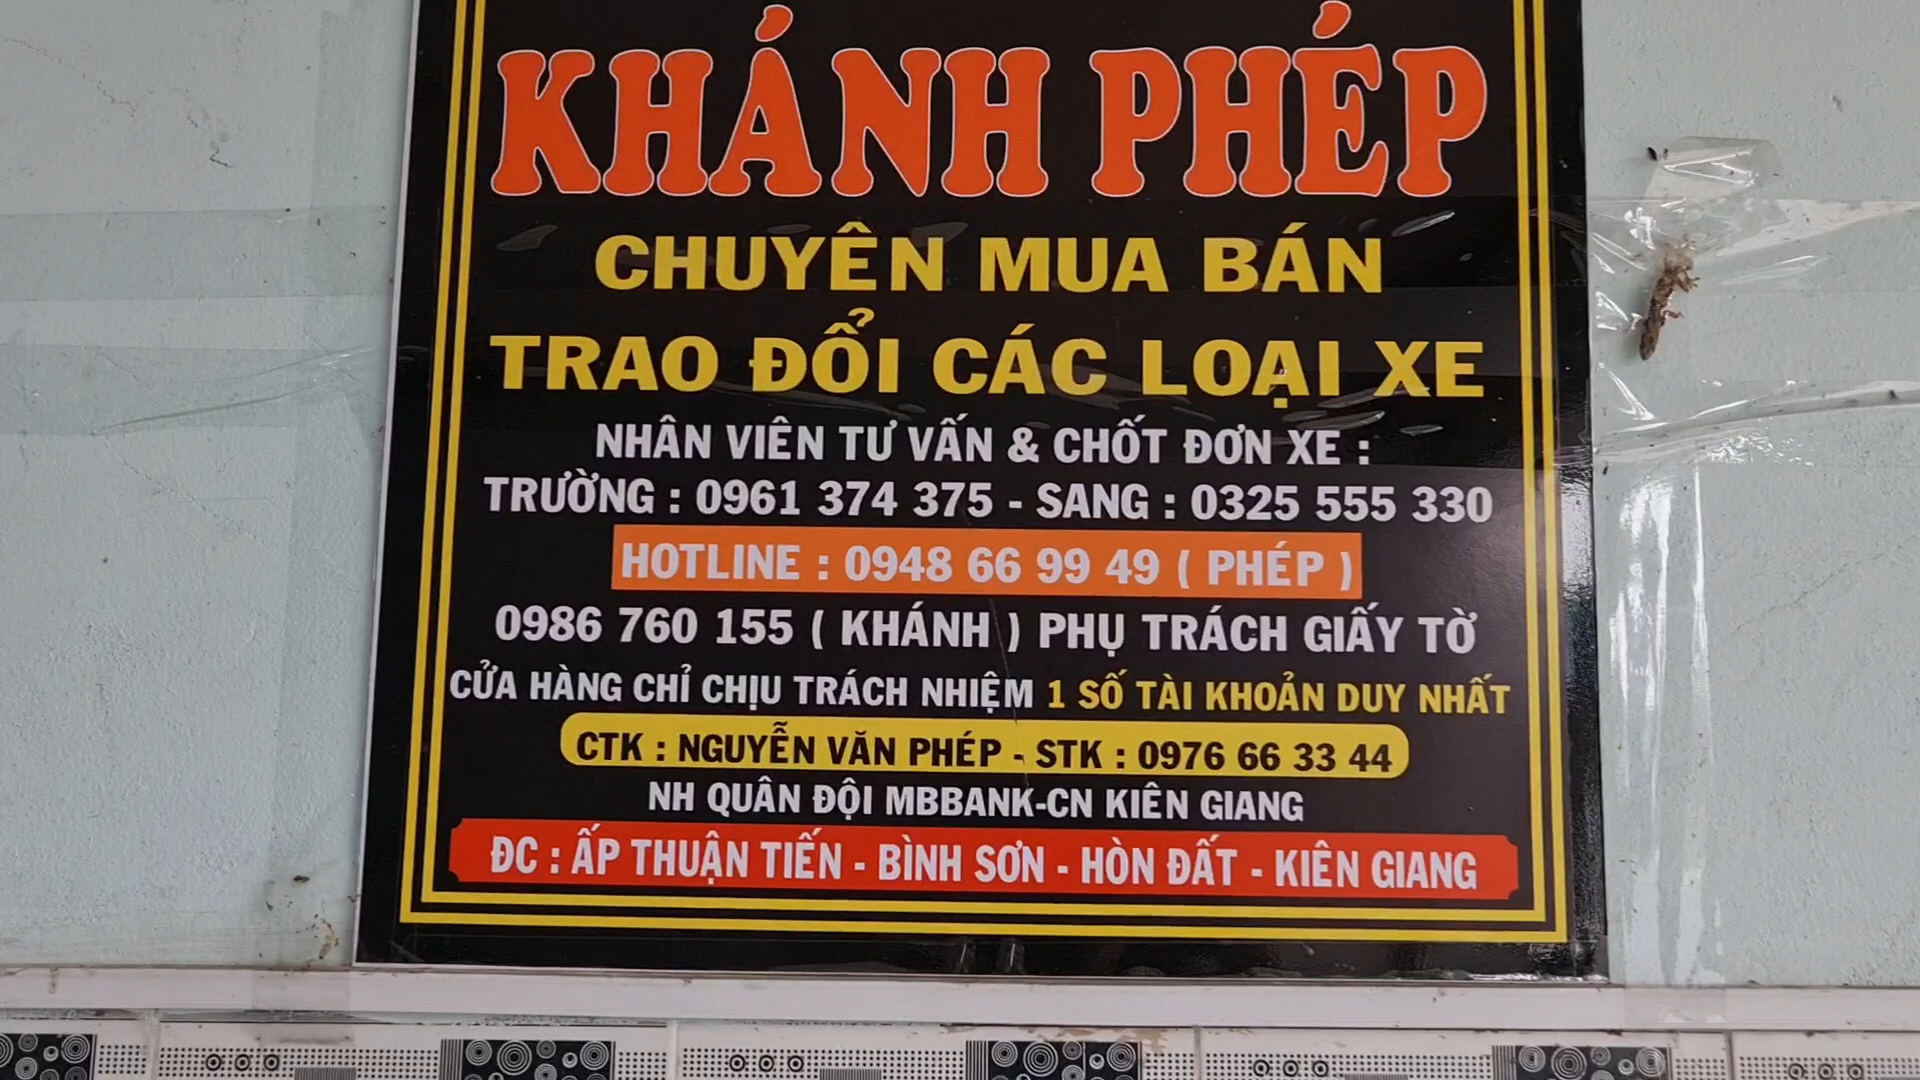 KHÁNH PHÉP
CHUYÊN MUA BÁN
TRAO ĐỔI CÁC LOẠI XE
NHÂN VIÊN TƯ VẤN & CHỐT ĐƠN XE :
TRƯỜNG : 0961 374 375 - SANG : 0325 555 330
HOTLINE : 0948 66 99 49 ( PHÉP )
0986 760 155 ( KHÁNH ) PHỤ TRÁCH GIẤY TỜ
CỬA HÀNG CHỈ CHỊU TRÁCH NHIỆM 1 SỐ TÀI KHOẢN DUY NHẤT
CTK : NGUYỄN VĂN PHÉP - STK : 0976 66 33 44
NH QUÂN ĐỘI MBBANK-CN KIÊN GIANG
ĐC : ẤP THUẬN TIẾN - BÌNH SƠN - HÒN ĐẤT - KIÊN GIANG